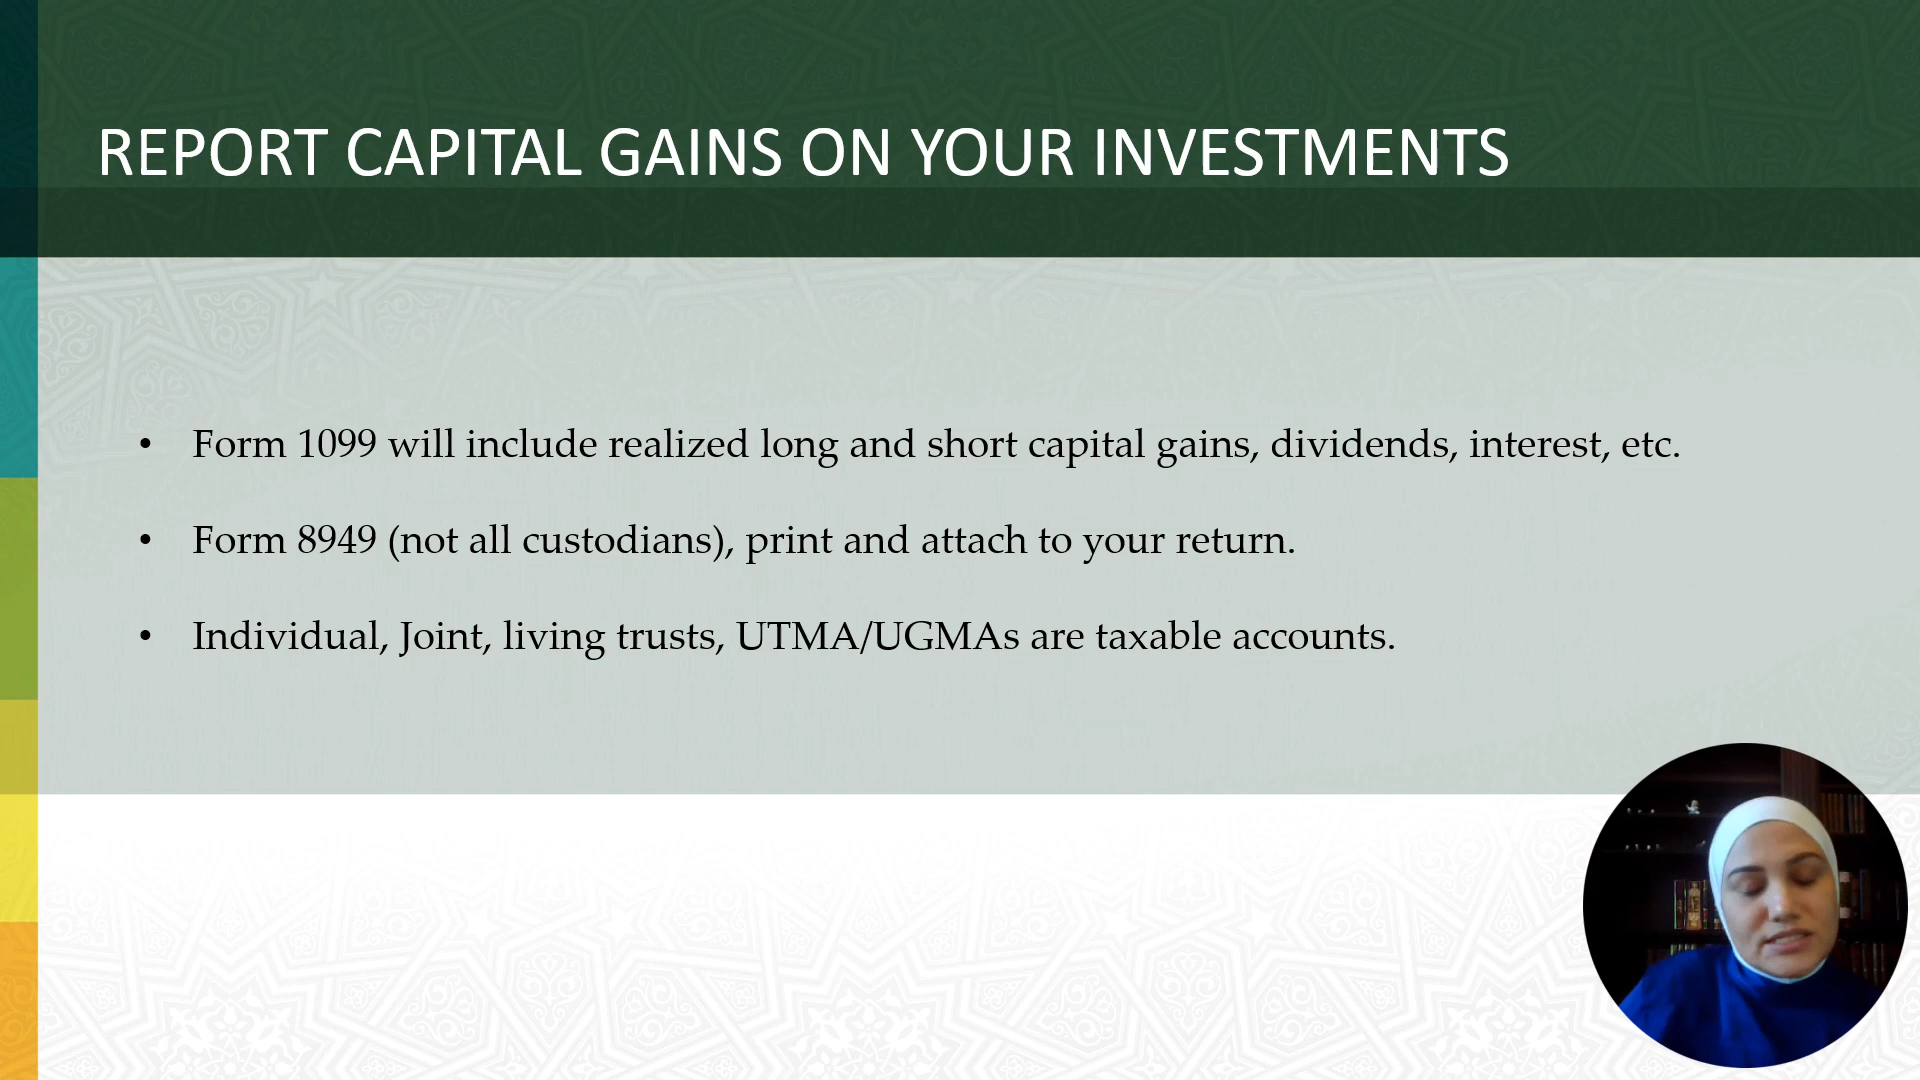 REPORT CAPITAL GAINS ON YOUR INVESTMENTS
• Form 1099 will include realized long and short capital gains, dividends, interest, etc.
• Form 8949 (not all custodians), print and attach to your return.
• Individual, Joint, living trusts, UTMA/UGMAs are taxable accounts.